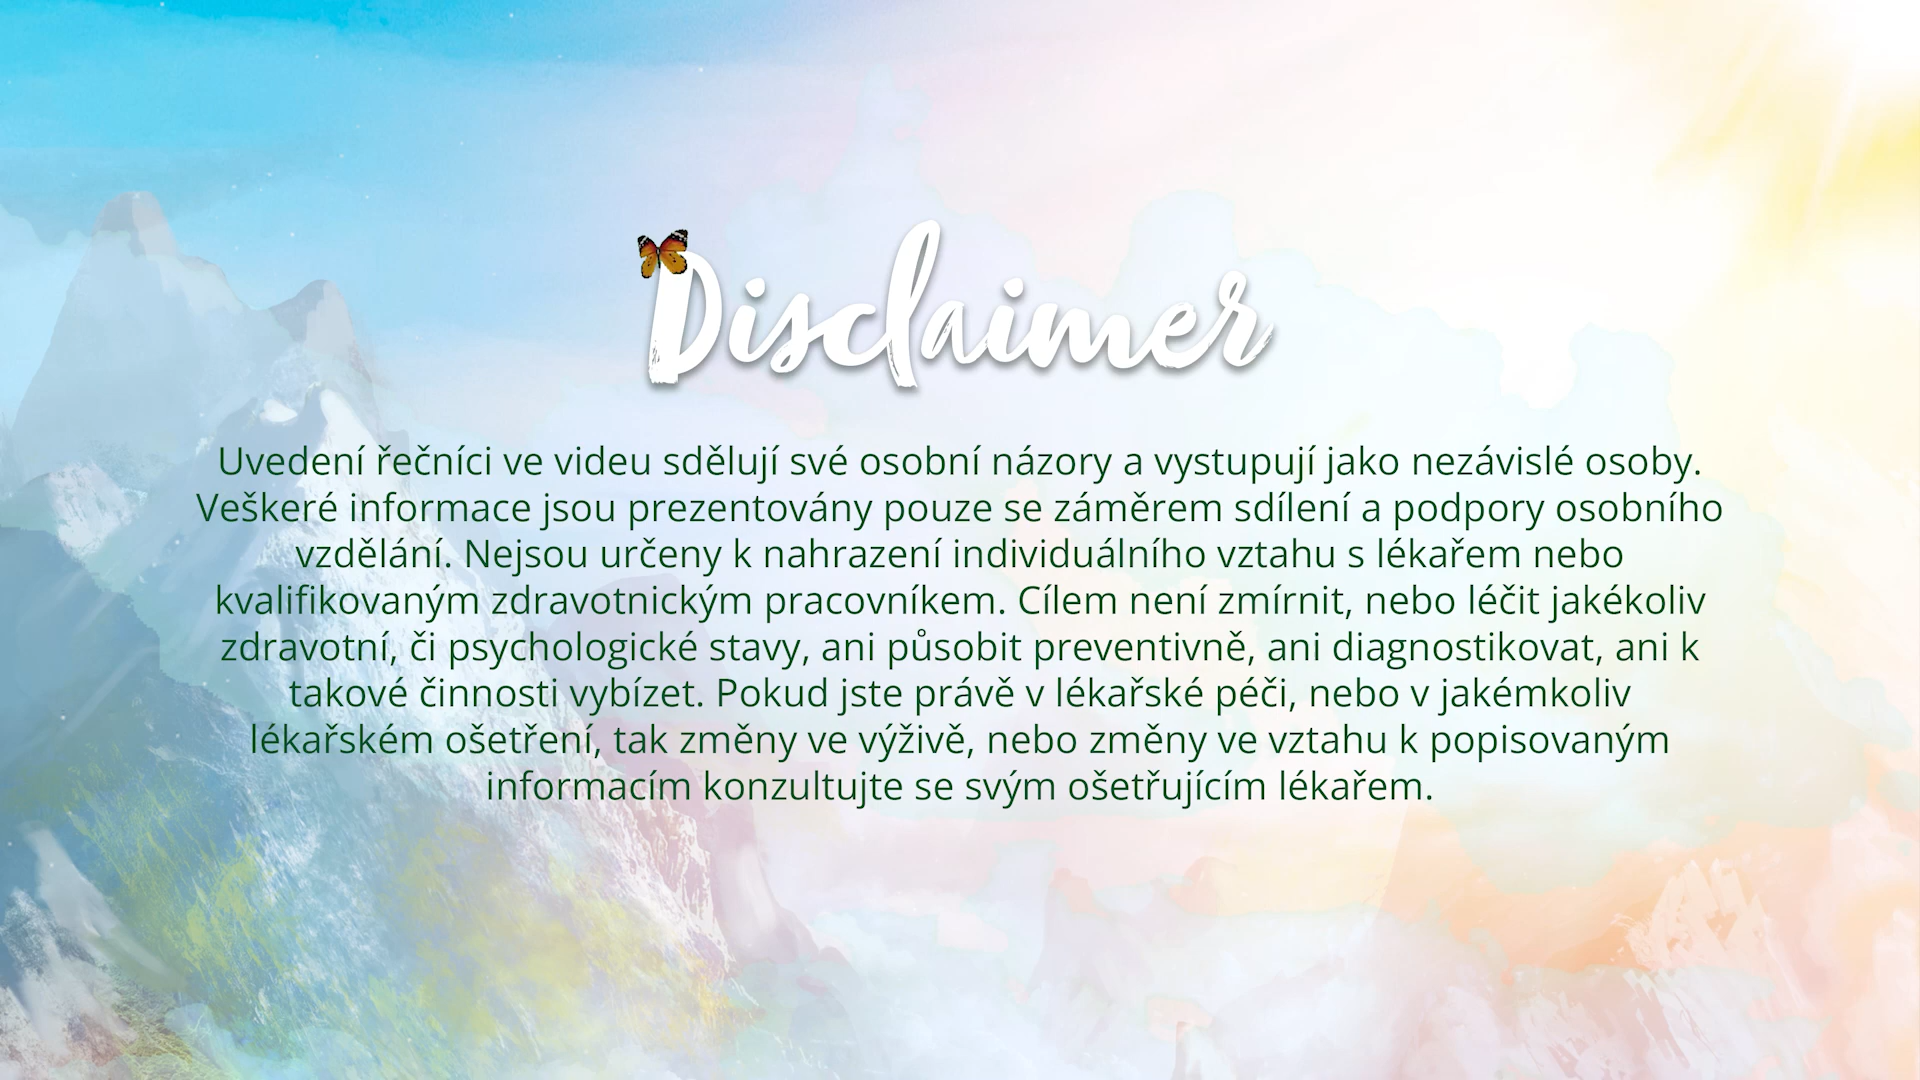 Disclaimer
Uvedení řečníci ve videu sdělují své osobní názory a vystupují jako nezávislé osoby.
Veškeré informace jsou prezentovány pouze se záměrem sdílení a podpory osobního
vzdělání. Nejsou určeny k nahrazení individuálního vztahu s lékařem nebo
kvalifikovaným zdravotnickým pracovníkem. Cílem není zmírnit, nebo léčit jakékoliv
zdravotní, či psychologické stavy, ani působit preventivně, ani diagnostikovat, ani k
takové činnosti vybízet. Pokud jste právě v lékařské péči, nebo v jakémkoliv
lékařském ošetření, tak změny ve výživě, nebo změny ve vztahu k popisovaným
informacím konzultujte se svým ošetřujícím lékařem.